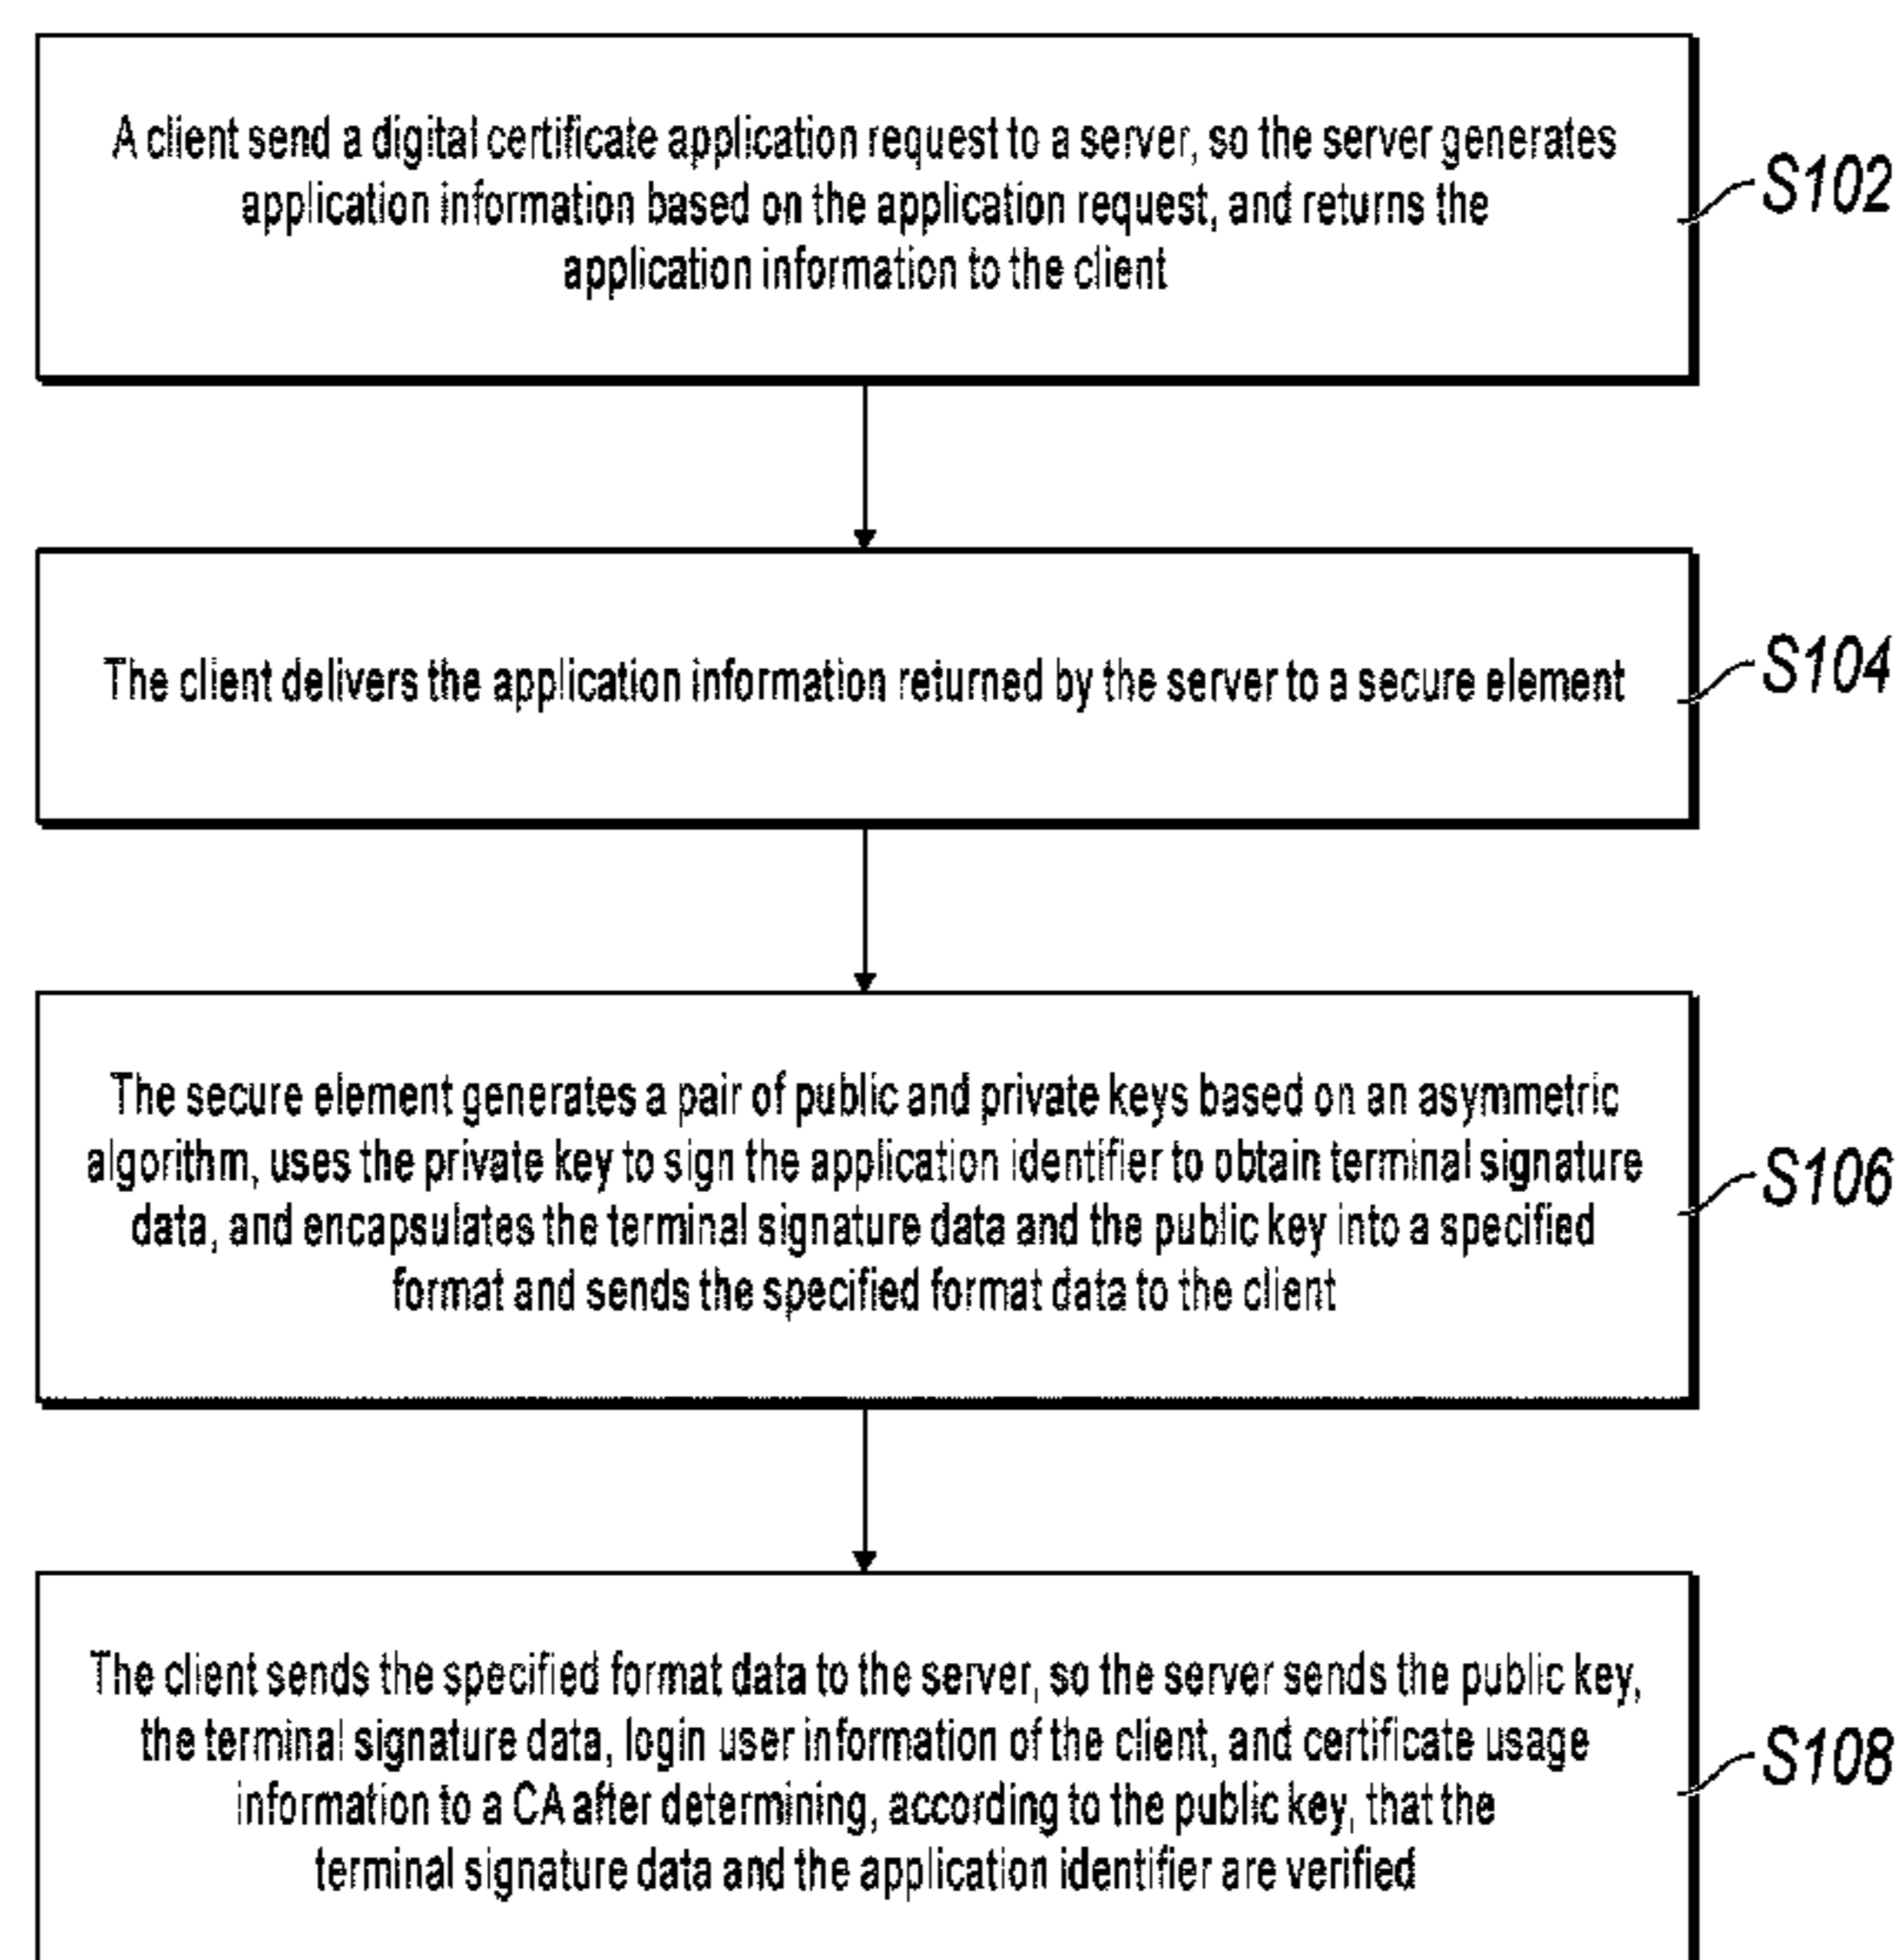 A client send a digital certificate application request to a server, so the server generates
application information based on the application request, and returns the
application information to the client
S102
The client delivers the application information returned by the server to a secure element
S104
The secure element generates a pair of public and private keys based on an asymmetric
algorithm, uses the private key to sign the application identifier to obtain terminal signature
data, and encapsulates the terminal signature data and the public key into a specified
format and sends the specified format data to the client
S106
The client sends the specified format data to the server, so the server sends the public key,
the terminal signature data, login user information of the client, and certificate usage
information to a CA after determining, according to the public key, that the
terminal signature data and the application identifier are verified
S108